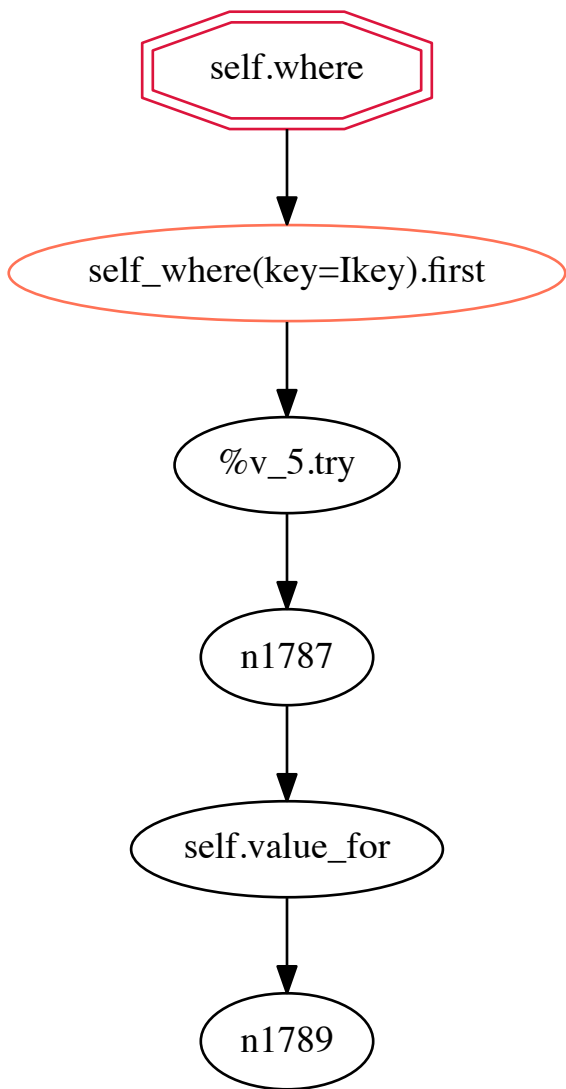 self.where
self_where(key=Ikey).first
%v_5.try
n1787
self.value_for
n1789